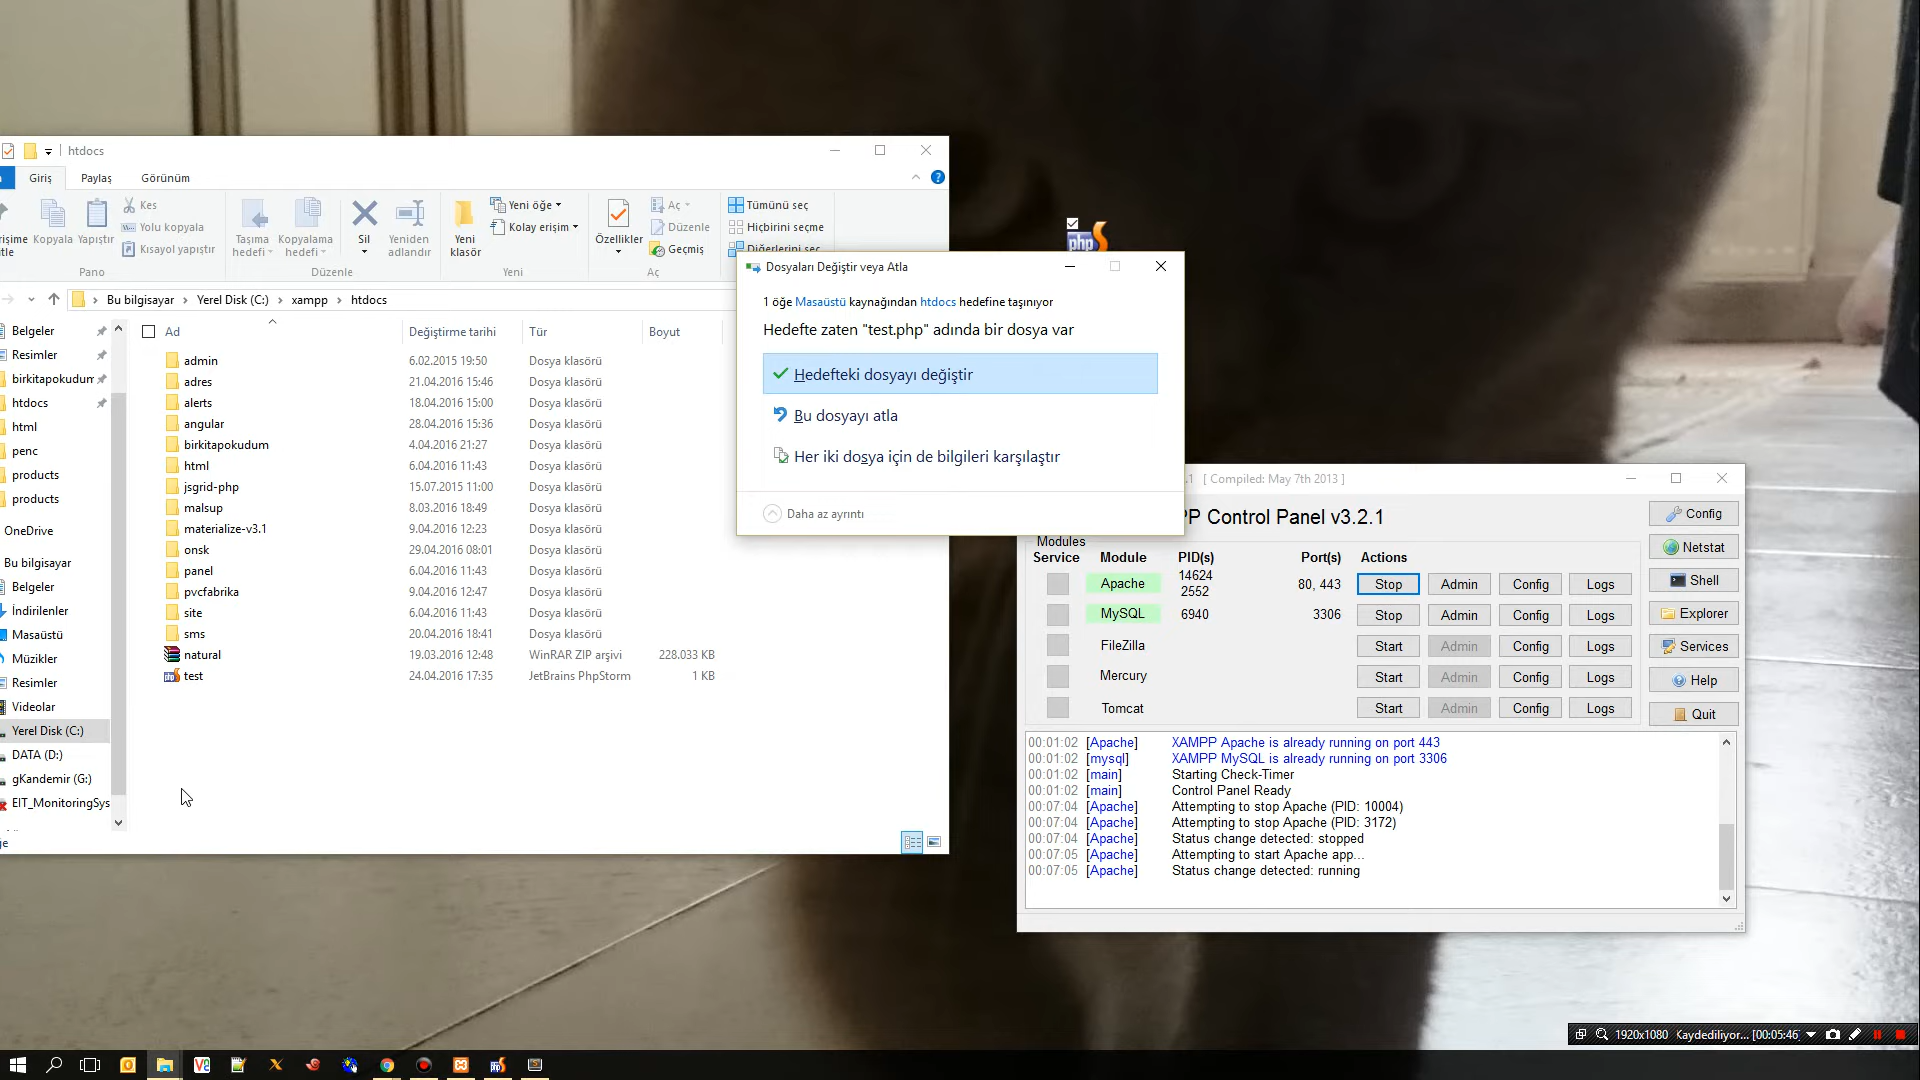 htdocs
Giriş Paylaş Görünüm
Kopyala Yapıştır
Kes
Yolu kopyala
Kısayol yapıştır
Pano
Taşıma hedefi
Kopyalama hedefi
Sil
Yeniden adlandır
Düzenle
Yeni klasör
Yeni öğe
Kolay erişim
Yeni
Özellikler
Aç
Düzenle
Geçmiş
Aç
Tümünü seç
Hiçbirini seçme
Diğerlerini seç
Bu bilgisayar Yerel Disk (C:) xampp htdocs
Belgeler
Resimler
birkitapokudum
htdocs
html
penc
products
products
OneDrive
Bu bilgisayar
Belgeler
İndirilenler
Masaüstü
Müzikler
Resimler
Videolar
Yerel Disk (C:)
DATA (D:)
gKandemir (G:)
EIT_MonitoringSys
Ad Değiştirme tarihi Tür Boyut
admin 6.02.2015 19:50 Dosya klasörü
adres 21.04.2016 15:46 Dosya klasörü
alerts 18.04.2016 15:00 Dosya klasörü
angular 28.04.2016 15:36 Dosya klasörü
birkitapokudum 4.04.2016 21:27 Dosya klasörü
html 6.04.2016 11:43 Dosya klasörü
jsgrid-php 15.07.2015 11:00 Dosya klasörü
malsup 8.03.2016 18:49 Dosya klasörü
materialize-v3.1 9.04.2016 12:23 Dosya klasörü
onsk 29.04.2016 08:01 Dosya klasörü
panel 6.04.2016 11:43 Dosya klasörü
pvcfabrika 9.04.2016 12:47 Dosya klasörü
site 6.04.2016 11:43 Dosya klasörü
sms 20.04.2016 18:41 Dosya klasörü
natural 19.03.2016 12:48 WinRAR ZIP arşivi 228.033 KB
test 24.04.2016 17:35 JetBrains PhpStorm 1 KB
php
Dosyaları Değiştir veya Atla
1 öğe Masaüstü kaynağından htdocs hedefine taşınıyor
Hedefte zaten "test.php" adında bir dosya var
Hedefteki dosyayı değiştir
Bu dosyayı atla
Her iki dosya için de bilgileri karşılaştır
Daha az ayrıntı
.1 [ Compiled: May 7th 2013 ]
PP Control Panel v3.2.1
Modules
Service Module PID(s) Port(s) Actions
Apache 14624 2552 80, 443 Stop Admin Config Logs
MySQL 6940 3306 Stop Admin Config Logs
FileZilla Start Admin Config Logs
Mercury Start Admin Config Logs
Tomcat Start Admin Config Logs
Config
Netstat
Shell
Explorer
Services
Help
Quit
00:01:02 [Apache] XAMPP Apache is already running on port 443
00:01:02 [mysql] XAMPP MySQL is already running on port 3306
00:01:02 [main] Starting Check-Timer
00:01:02 [main] Control Panel Ready
00:07:04 [Apache] Attempting to stop Apache (PID: 10004)
00:07:04 [Apache] Attempting to stop Apache (PID: 3172)
00:07:04 [Apache] Status change detected: stopped
00:07:05 [Apache] Attempting to start Apache app...
00:07:05 [Apache] Status change detected: running
1920x1080 Kaydediliyor... [00:05:46]